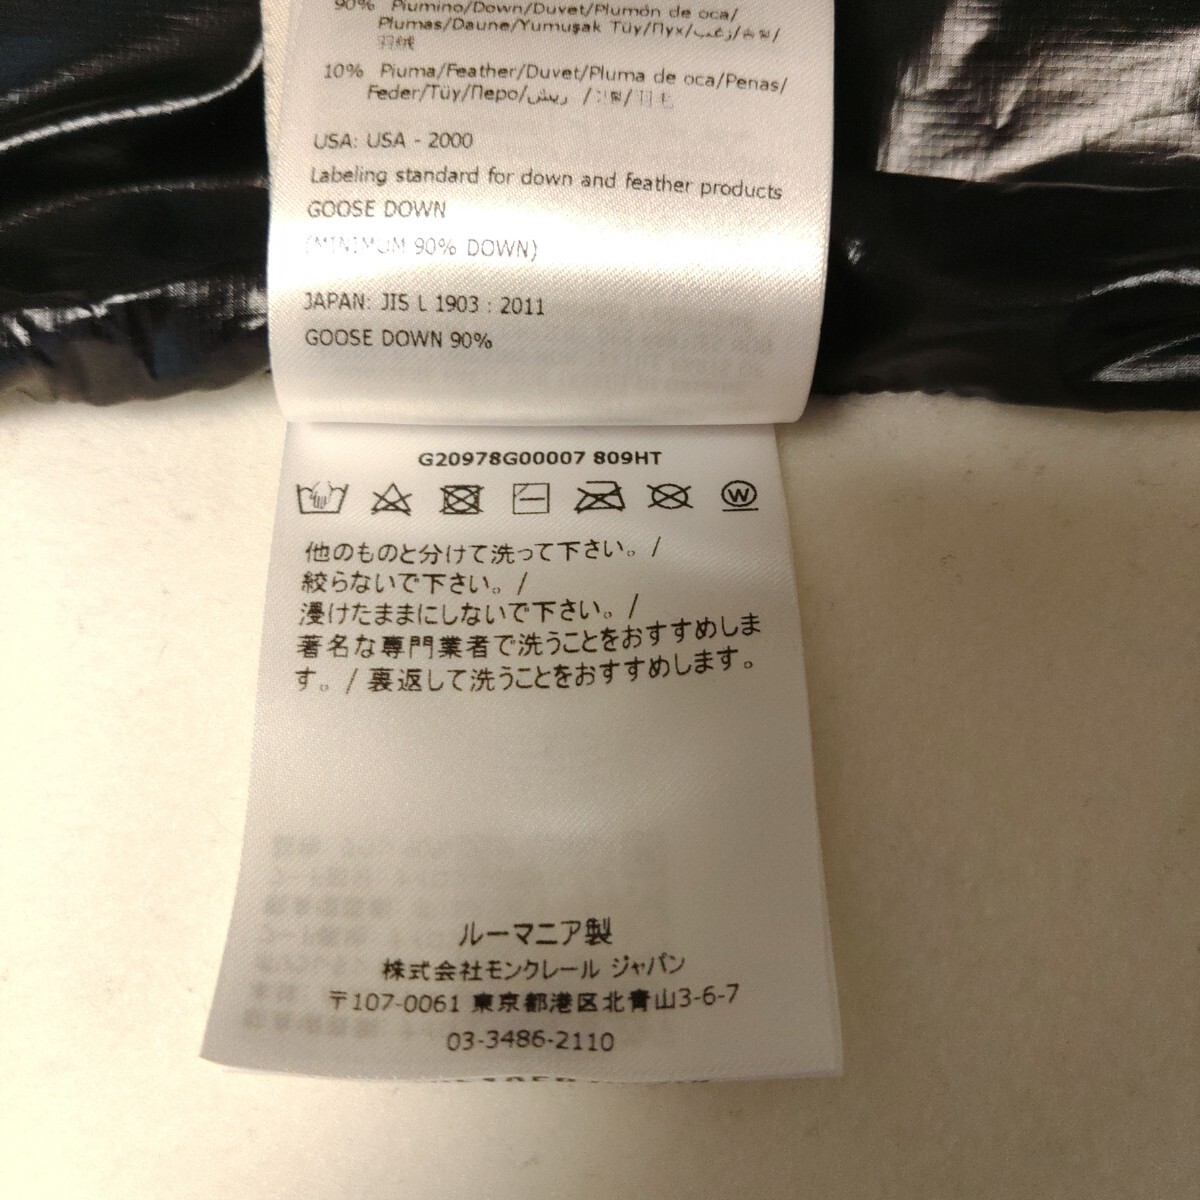 90% Piumino/Down/Duvet/Plumón de oca/
Plumas/Daune/Yumuşak Tüy/Пух/زغب/
羽绒
10% Piuma/Feather/Duvet/Pluma de oca/Penas/
Feder/Tüy/Перо/ريش / /羽毛
USA: USA - 2000
Labeling standard for down and feather products
GOOSE DOWN
(MINIMUM 90% DOWN)
JAPAN: JIS L 1903 : 2011
GOOSE DOWN 90%
G20978G00007 809HT
W
他のものと分けて洗って下さい。/
絞らないで下さい。/
浸けたままにしないで下さい。/
著名な専門業者で洗うことをおすすめしま
す。/ 裏返して洗うことをおすすめします。
ルーマニア製
株式会社モンクレール ジャパン
〒107-0061 東京都港区北青山3-6-7
03-3486-2110